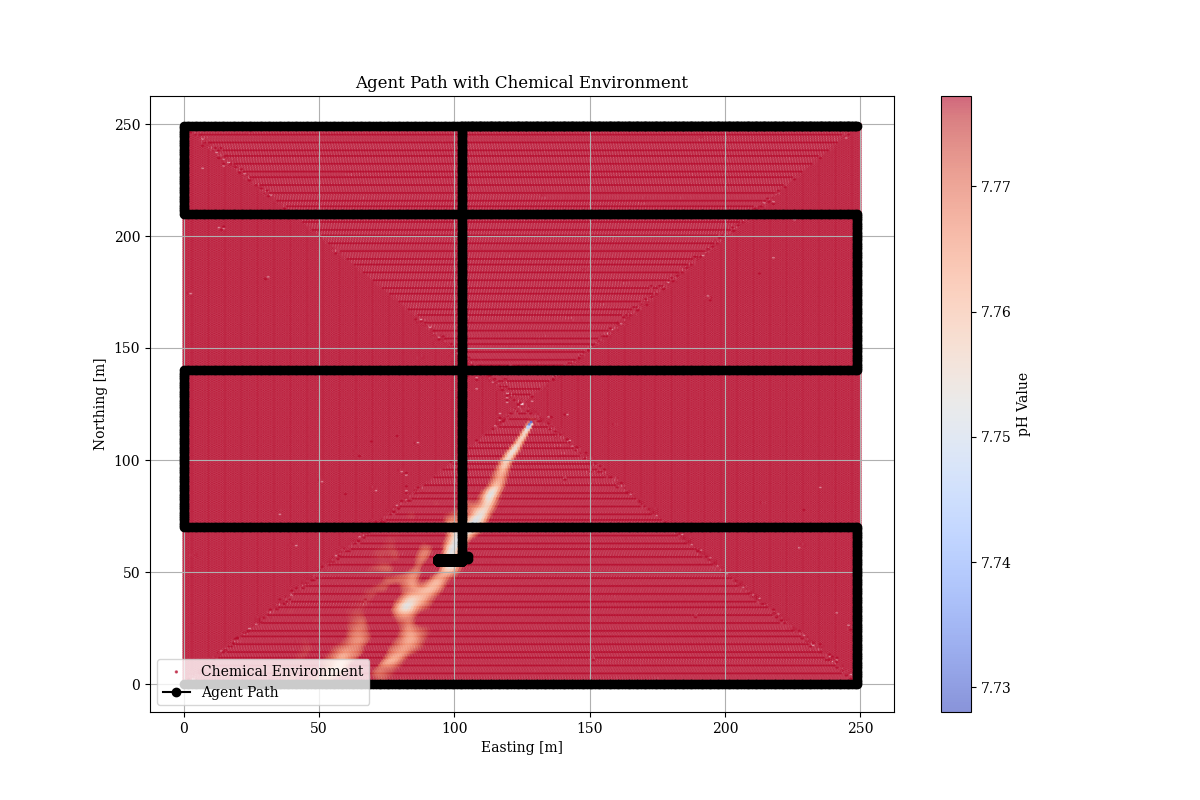 Agent Path with Chemical Environment
250
200
150
100
50
0
Northing [m]
0 50 100 150 200 250
Easting [m]
Chemical Environment
Agent Path
7.77
7.76
7.75
7.74
7.73
pH Value